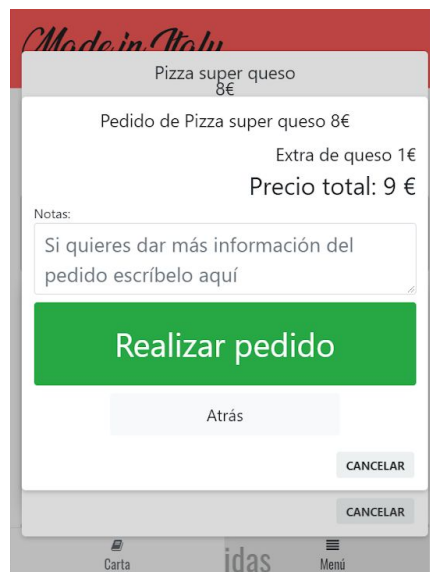 Made in Italy
Pizza super queso
8€
Pedido de Pizza super queso 8€
Extra de queso 1€
Precio total: 9 €
Notas:
Si quieres dar más información del
pedido escríbelo aquí
Realizar pedido
Atrás
CANCELAR
CANCELAR
Carta
idas
Menú